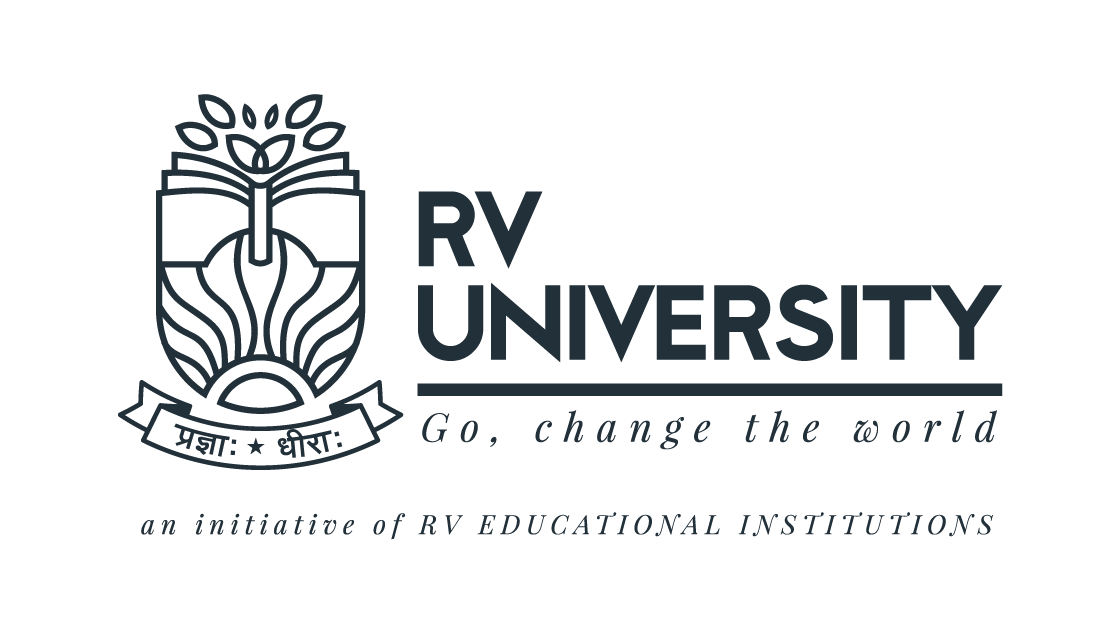 RV
UNIVERSITY
Go, change the world
प्रज्ञाः ★ धीराः
an initiative of RV EDUCATIONAL INSTITUTIONS